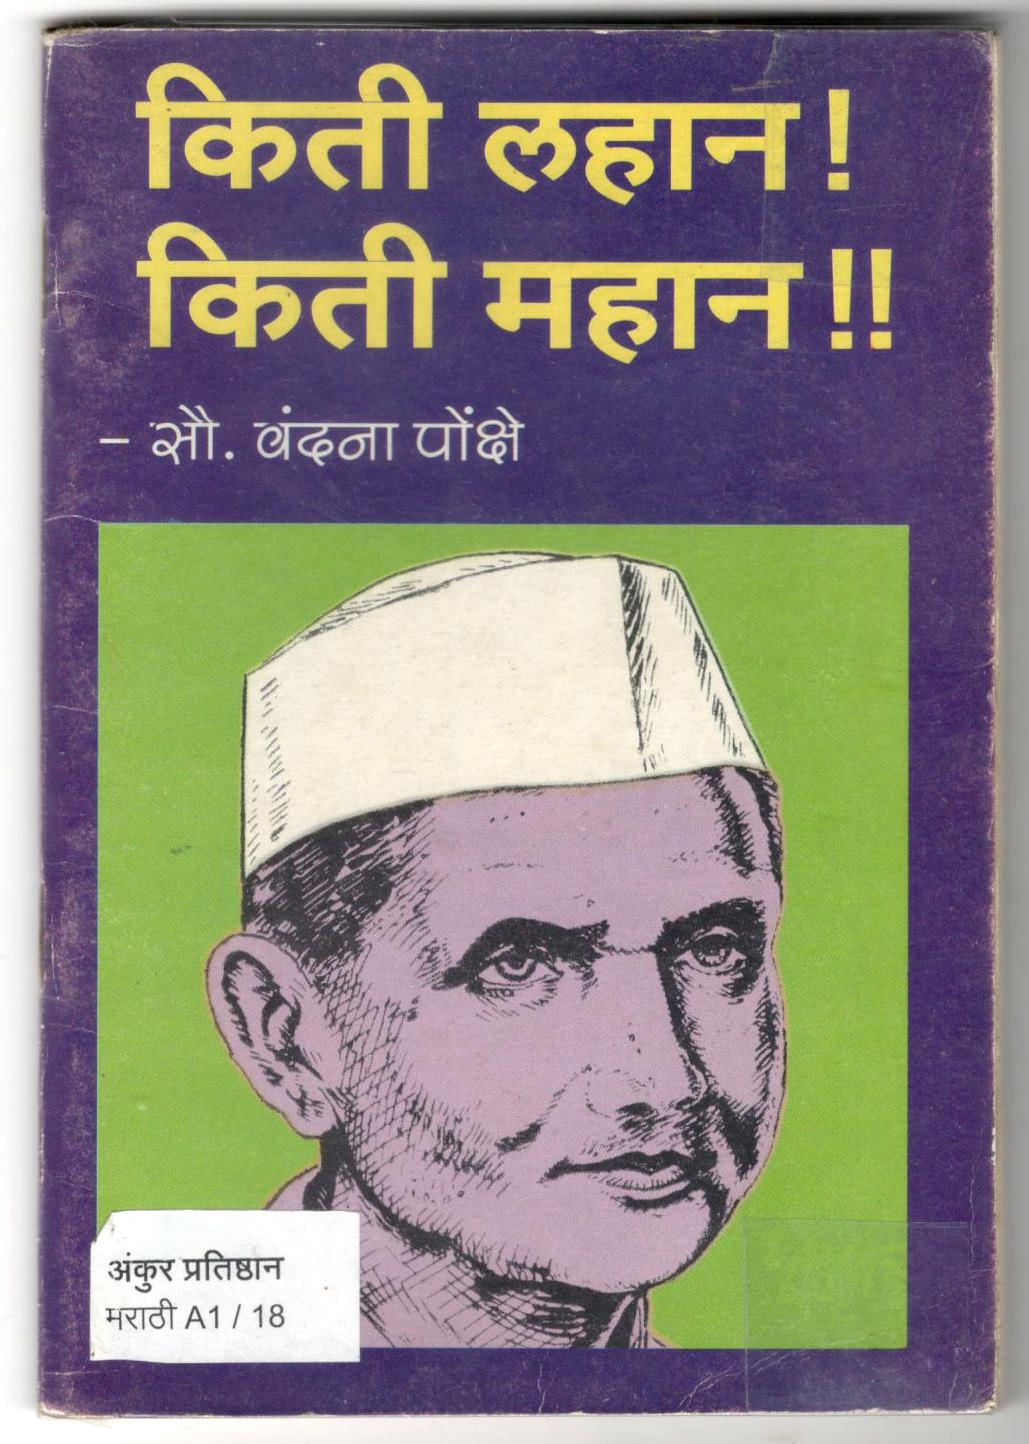 किती लहान !
किती महान !!
– सौ. वंदना पोंक्षे
अंकुर प्रतिष्ठान
मराठी A1 / 18